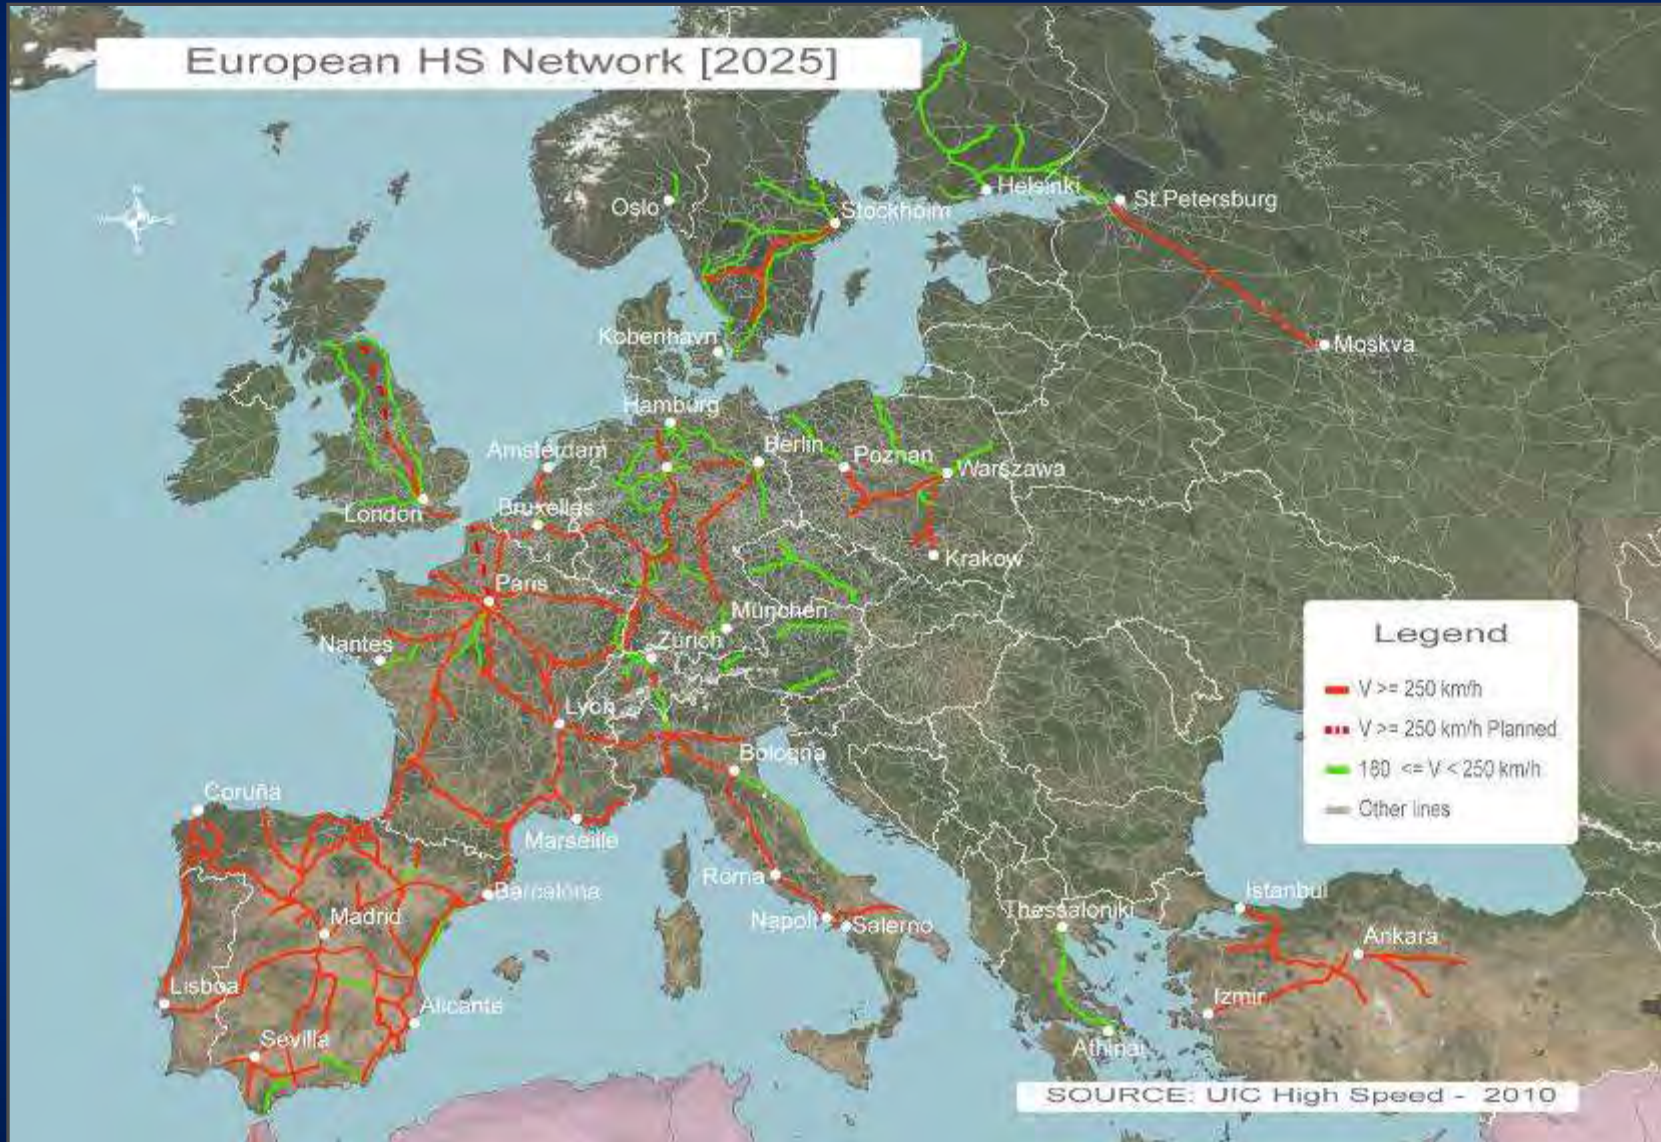 European HS Network [2025]
Oslo
Helsinki
St.Petersburg
Stockholm
Kobenhavn
Moskva
Hamburg
Amsterdam
Berlin
Poznan
Warszawa
London
Bruxelles
Krakow
Paris
München
Nantes
Zürich
Lyon
Bologna
Coruña
Marseille
Roma
Barcelona
Madrid
Napoli
Salerno
Thessaloniki
Istanbul
Ankara
Lisboa
Alicante
Izmir
Sevilla
Athinai
Legend
V >= 250 km/h
V >= 250 km/h Planned
180 <= V < 250 km/h
Other lines
SOURCE: UIC High Speed - 2010